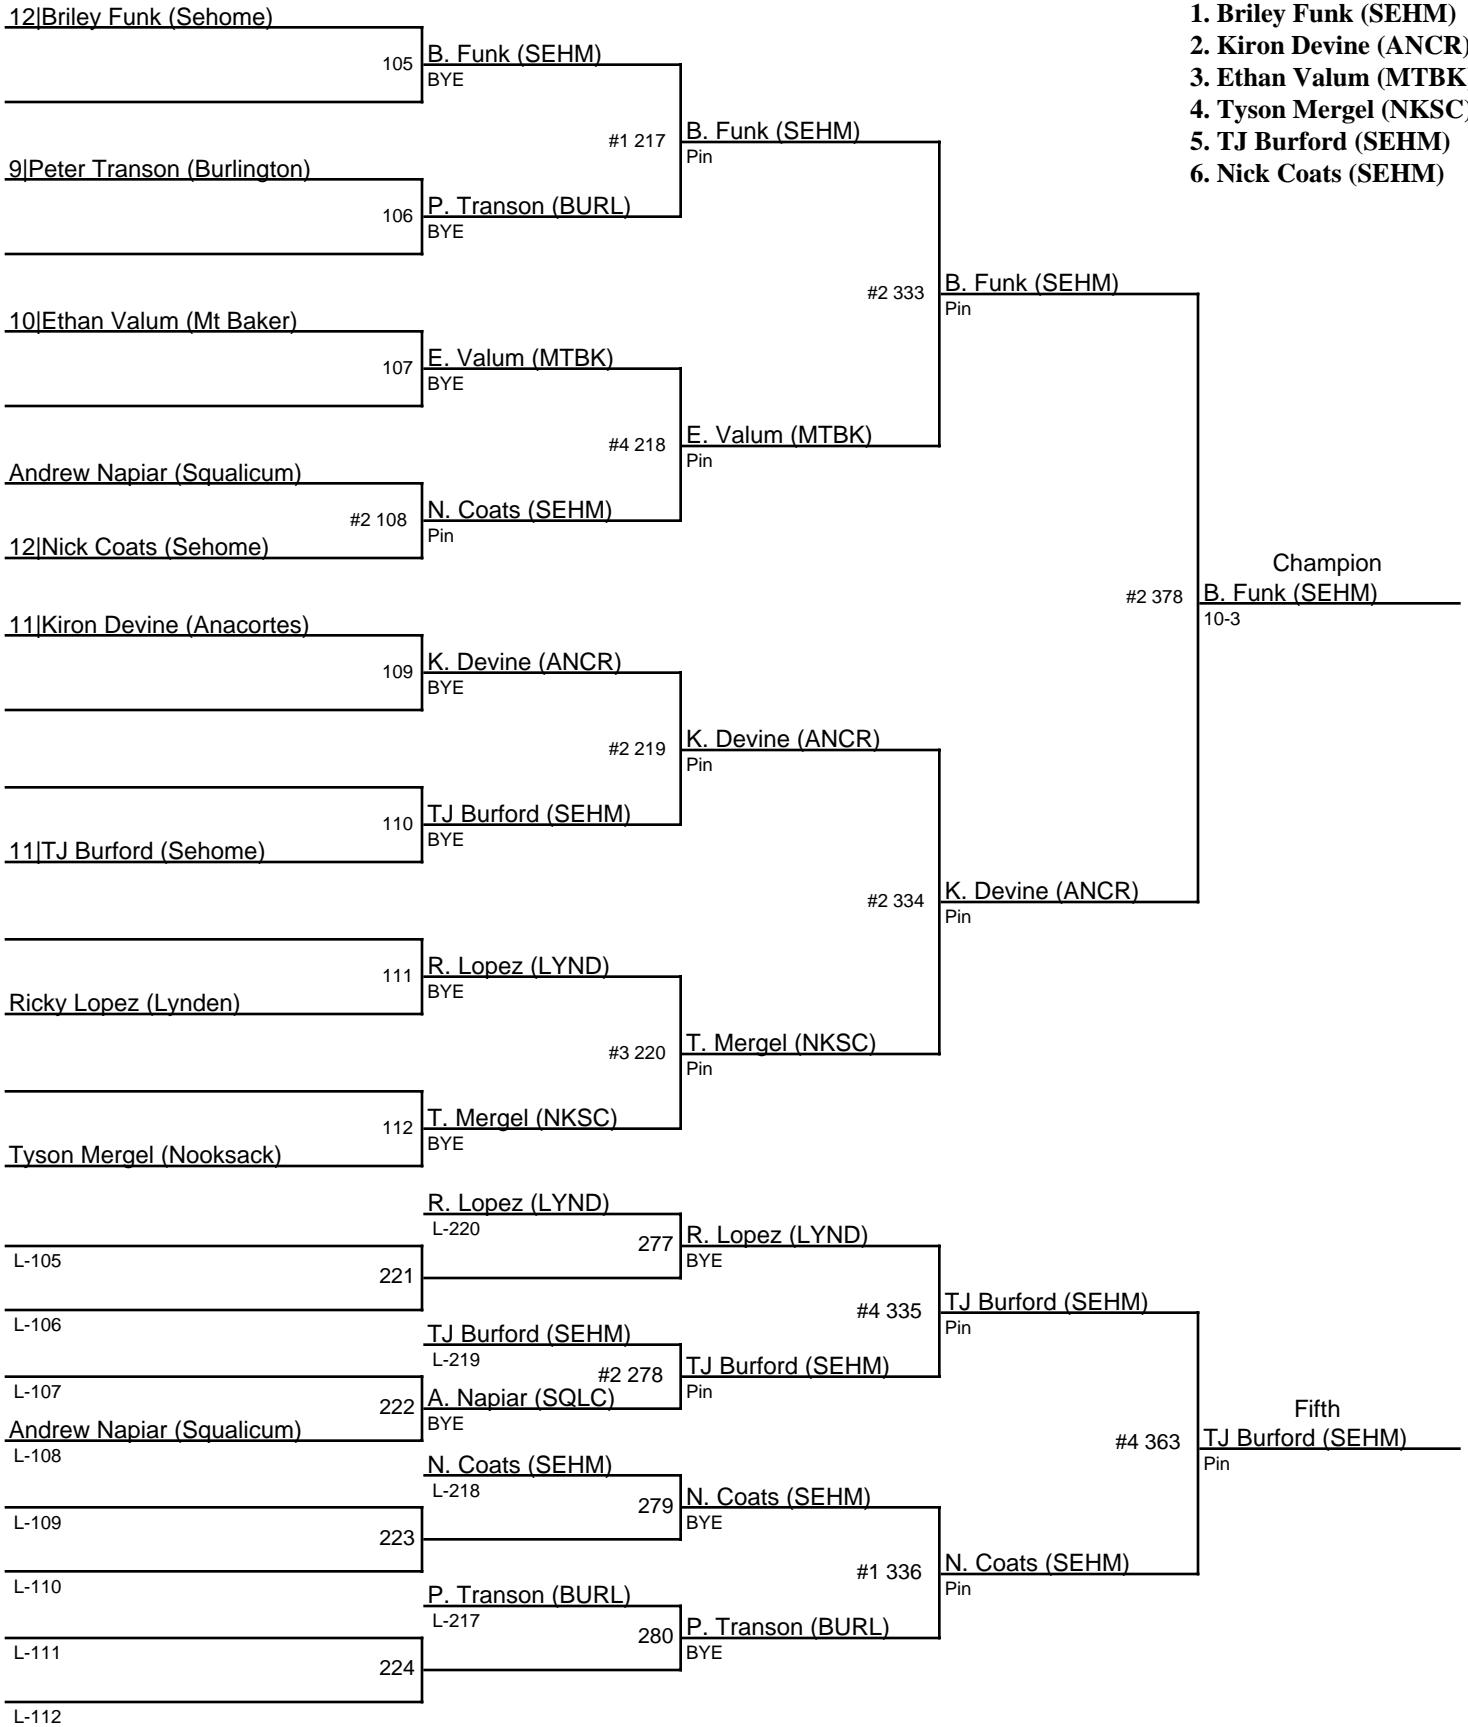 12|Briley Funk (Sehome)
105
B. Funk (SEHM)
BYE
#1 217
B. Funk (SEHM)
Pin
9|Peter Transon (Burlington)
106
P. Transon (BURL)
BYE
#2 333
B. Funk (SEHM)
Pin
10|Ethan Valum (Mt Baker)
107
E. Valum (MTBK)
BYE
#4 218
E. Valum (MTBK)
Pin
Andrew Napiar (Squalicum)
#2 108
N. Coats (SEHM)
Pin
12|Nick Coats (Sehome)
Champion
#2 378
B. Funk (SEHM)
10-3
11|Kiron Devine (Anacortes)
109
K. Devine (ANCR)
BYE
#2 219
K. Devine (ANCR)
Pin
110
TJ Burford (SEHM)
BYE
11|TJ Burford (Sehome)
#2 334
K. Devine (ANCR)
Pin
111
R. Lopez (LYND)
BYE
Ricky Lopez (Lynden)
#3 220
T. Mergel (NKSC)
Pin
112
T. Mergel (NKSC)
BYE
Tyson Mergel (Nooksack)
R. Lopez (LYND)
L-220
277
R. Lopez (LYND)
BYE
L-105
221
L-106
#4 335
TJ Burford (SEHM)
Pin
TJ Burford (SEHM)
L-219
#2 278
TJ Burford (SEHM)
Pin
L-107
222
A. Napiar (SQLC)
BYE
Andrew Napiar (Squalicum)
L-108
Fifth
#4 363
TJ Burford (SEHM)
Pin
N. Coats (SEHM)
L-218
279
N. Coats (SEHM)
BYE
L-109
223
L-110
#1 336
N. Coats (SEHM)
Pin
P. Transon (BURL)
L-217
280
P. Transon (BURL)
BYE
L-111
224
L-112
1. Briley Funk (SEHM)
2. Kiron Devine (ANCR)
3. Ethan Valum (MTBK
4. Tyson Mergel (NKSC)
5. TJ Burford (SEHM)
6. Nick Coats (SEHM)